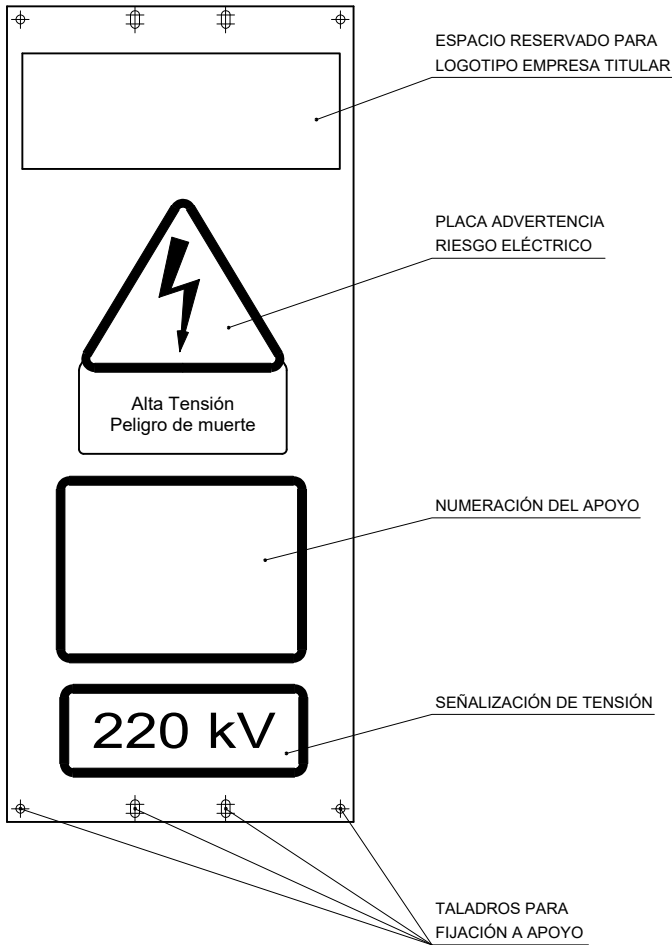 ESPACIO RESERVADO PARA
LOGOTIPO EMPRESA TITULAR
PLACA ADVERTENCIA
RIESGO ELÉCTRICO
Alta Tensión
Peligro de muerte
NUMERACIÓN DEL APOYO
SEÑALIZACIÓN DE TENSIÓN
220 kV
TALADROS PARA
FIJACIÓN A APOYO